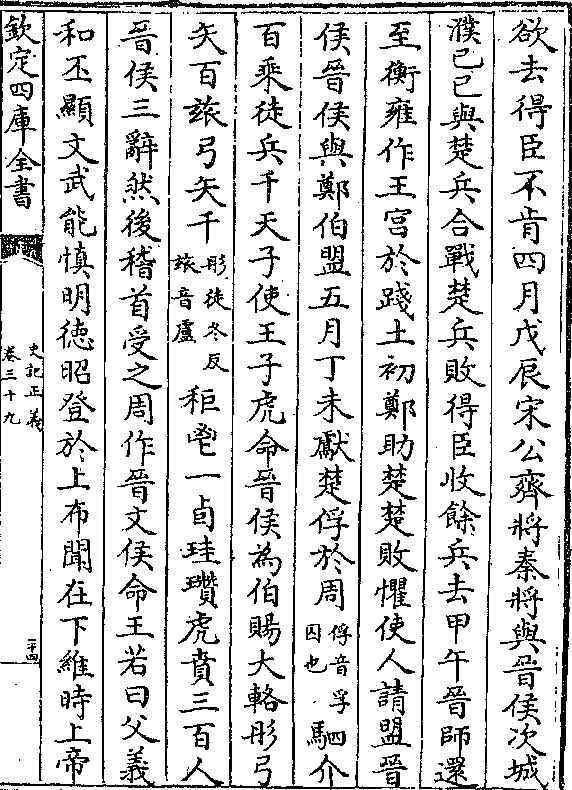 欲去得臣不肯四月戊辰宋公齊將秦將與晉侯次城
濮己巳與楚兵合戰楚兵敗得臣收餘兵去甲午晉師還
至衡雍作王宮於踐土初鄭助楚楚敗懼使人請盟晉
侯晉侯與鄭伯盟五月丁未獻楚俘於周俘音孚囚也駟介
百乘徒兵千天子使王子虎命晉侯為伯賜大輅彤弓
矢百玈弓矢千彤徒冬反玈音盧秬鬯一卣珪瓚虎賁三百人
晉侯三辭然後稽首受之周作晉文侯命王若曰父義
和丕顯文武能慎明德昭登於上布聞在下維時上帝
欽定四庫全書
史記正義
卷三十九
二十四